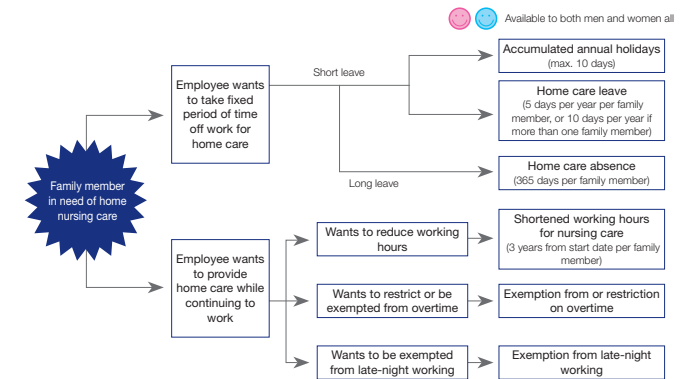 Available to both men and women all
Family member
in need of home
nursing care
Employee wants
to take fixed
period of time
off work for
home care
Short leave
Long leave
Accumulated annual holidays
(max. 10 days)
Home care leave
(5 days per year per family
member, or 10 days per year if
more than one family member)
Home care absence
(365 days per family member)
Employee wants
to provide
home care while
continuing to
work
Wants to reduce working
hours
Shortened working hours
for nursing care
(3 years from start date per family
member)
Wants to restrict or be
exempted from overtime
Exemption from or restriction
on overtime
Wants to be exempted
from late-night working
Exemption from late-night
working